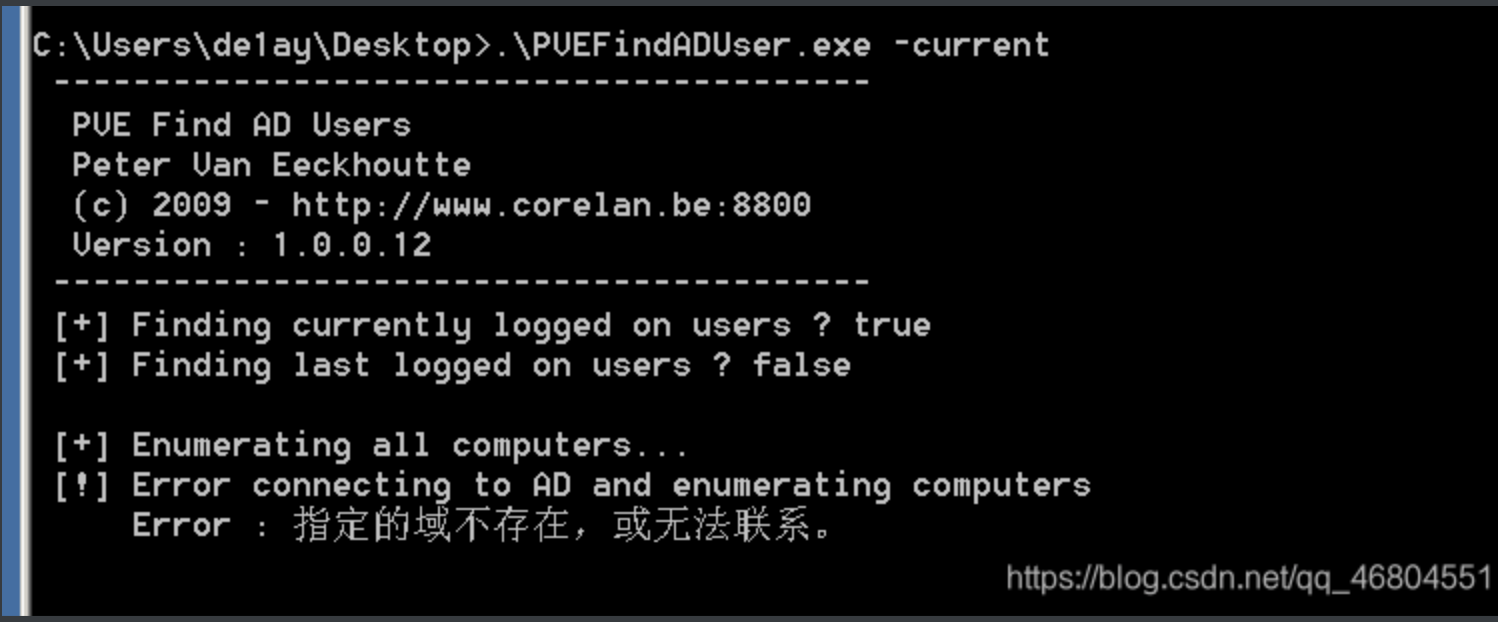 C:\Users\de1ay\Desktop>.\PVEFindADUser.exe -current
-----------------------------------------
PVE Find AD Users
Peter Van Eeckhoutte
(c) 2009 - http://www.corelan.be:8800
Version : 1.0.0.12
-----------------------------------------
[+] Finding currently logged on users ? true
[+] Finding last logged on users ? false
[+] Enumerating all computers...
[!] Error connecting to AD and enumerating computers
Error : 指定的域不存在，或无法联系。
https://blog.csdn.net/qq_46804551